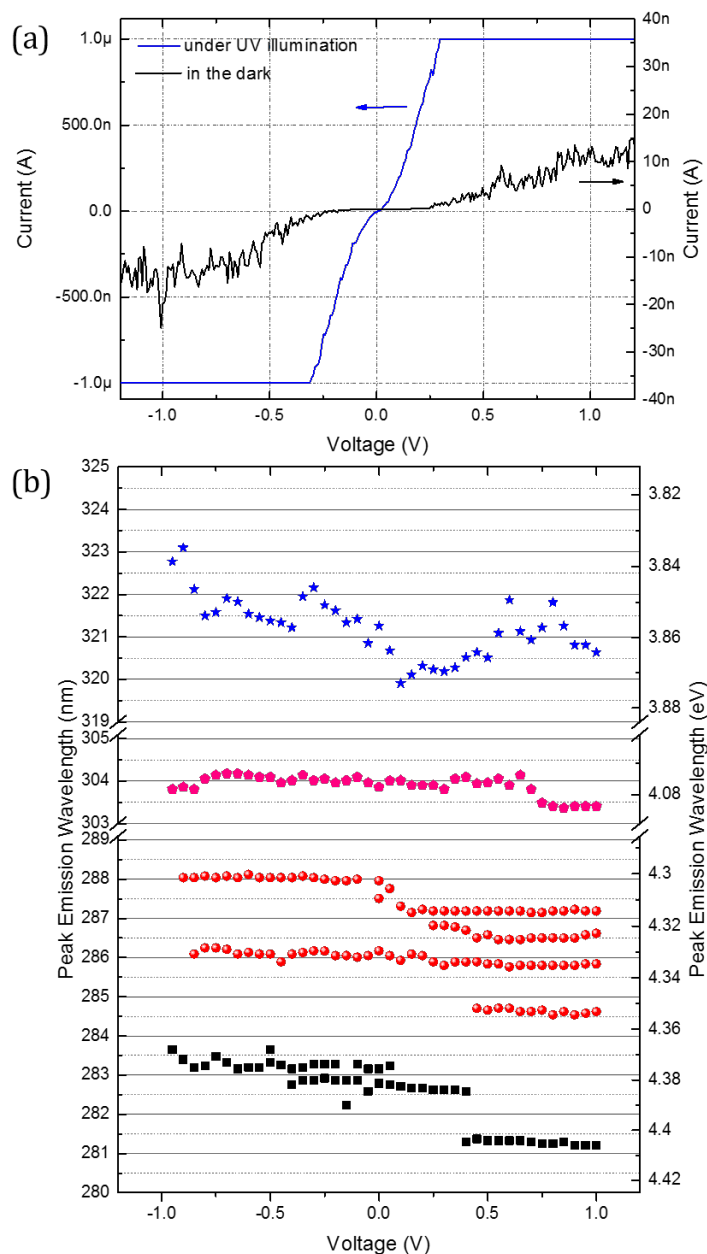 (a)
under UV illumination
in the dark
1.0µ
500.0n
0.0
-500.0n
-1.0µ
Current (A)
40n
30n
20n
10n
0
-10n
-20n
-30n
-40n
Current (A)
-1.0
-0.5
0.0
0.5
1.0
Voltage (V)
(b)
325
324
323
322
321
320
319
305
304
303
289
288
287
286
285
284
283
282
281
280
Peak Emission Wavelength (nm)
3.82
3.84
3.86
3.88
4.08
4.3
4.32
4.33
4.35
4.37
4.38
4.4
4.42
Peak Emission Wavelength (eV)
-1.0
-0.5
0.0
0.5
1.0
Voltage (V)